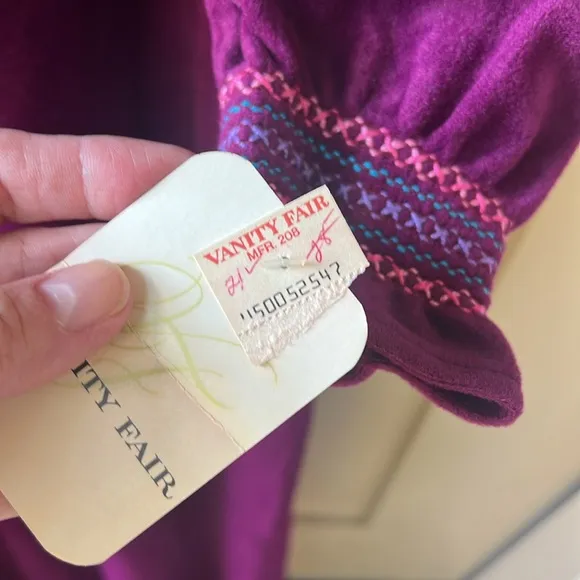 VANITY FAIR
MFR. 208
450052547
ITY FAIR